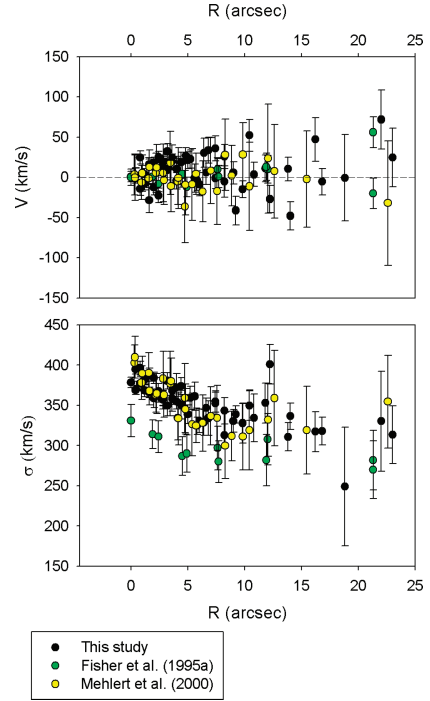 R (arcsec)
0 5 10 15 20 25
150
100
50
0
-50
-100
-150
V (km/s)
450
400
350
300
250
200
150
σ (km/s)
0 5 10 15 20 25
R (arcsec)
This study
Fisher et al. (1995a)
Mehlert et al. (2000)